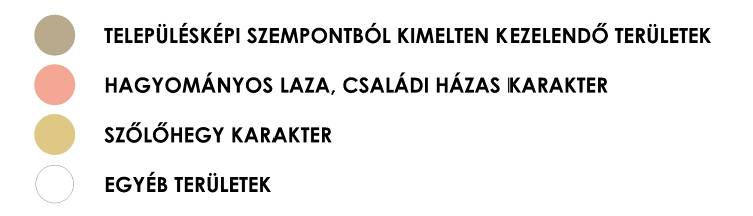 TELEPÜLÉSKÉPI SZEMPONTBÓL KIMELTEN KEZELENDŐ TERÜLETEK
HAGYOMÁNYOS LAZA, CSALÁDI HÁZAS KARAKTER
SZŐLŐHEGY KARAKTER
EGYÉB TERÜLETEK